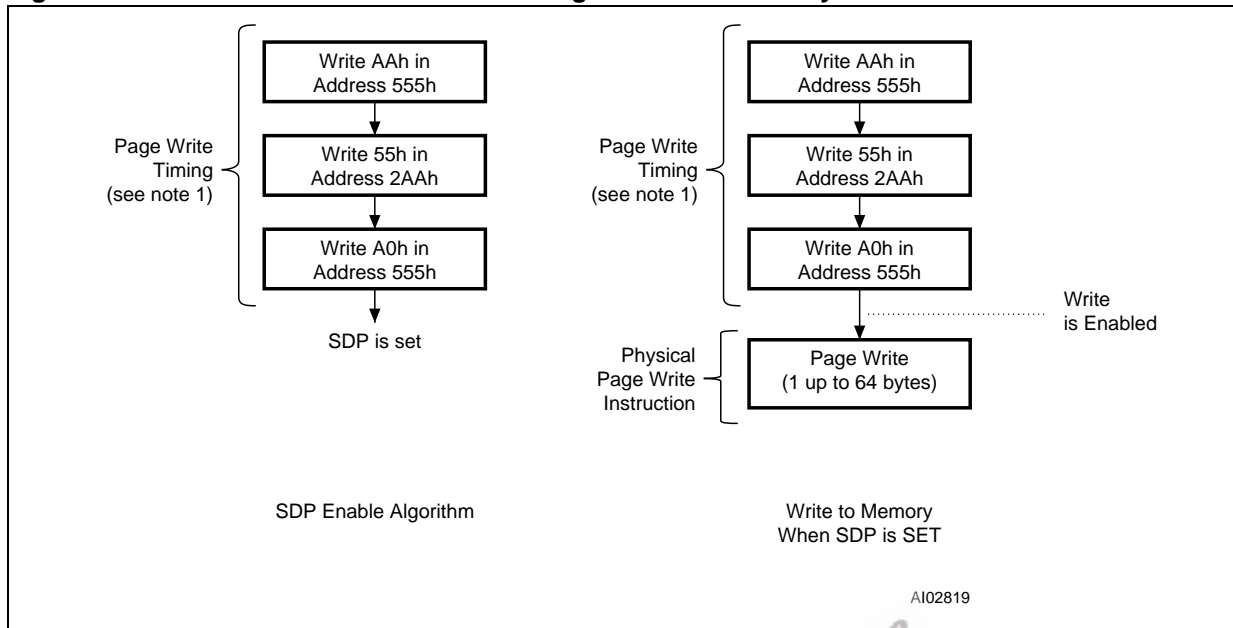 Write AAh in
Address 555h
Write 55h in
Address 2AAh
Write A0h in
Address 555h
Page Write
Timing
(see note 1)
SDP is set
SDP Enable Algorithm
Write AAh in
Address 555h
Write 55h in
Address 2AAh
Write A0h in
Address 555h
Page Write
Timing
(see note 1)
Write
is Enabled
Physical
Page Write
Instruction
Page Write
(1 up to 64 bytes)
Write to Memory
When SDP is SET
AI02819